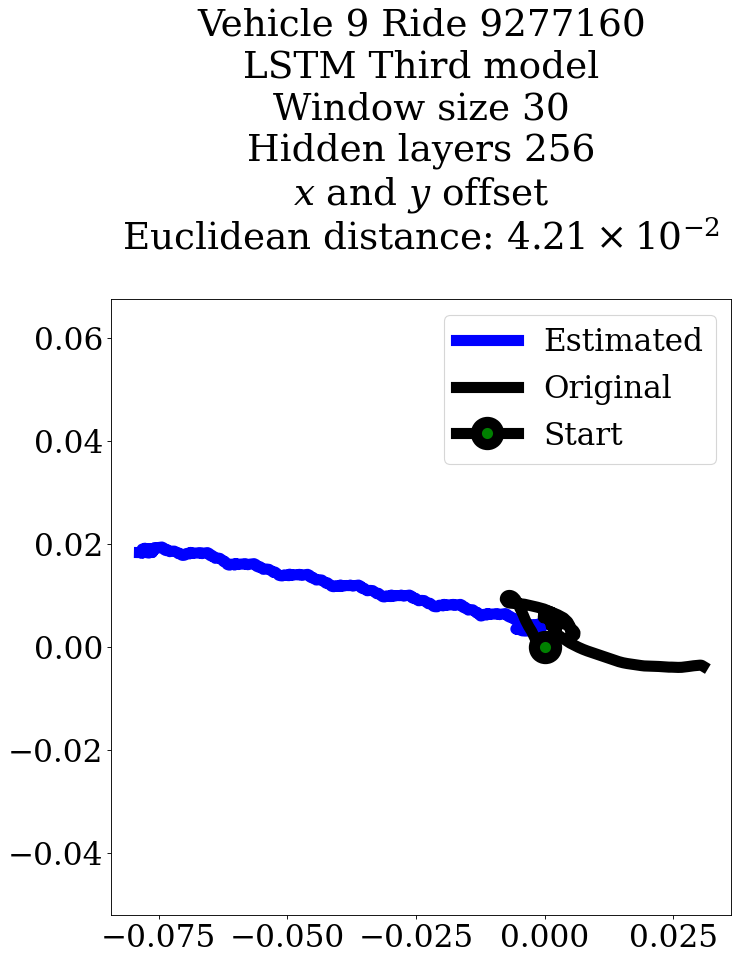 Vehicle 9 Ride 9277160
LSTM Third model
Window size 30
Hidden layers 256
x and y offset
Euclidean distance: 4.21 × 10⁻²
Estimated
Original
Start
0.06
0.04
0.02
0.00
−0.02
−0.04
−0.075 −0.050 −0.025 0.000 0.025